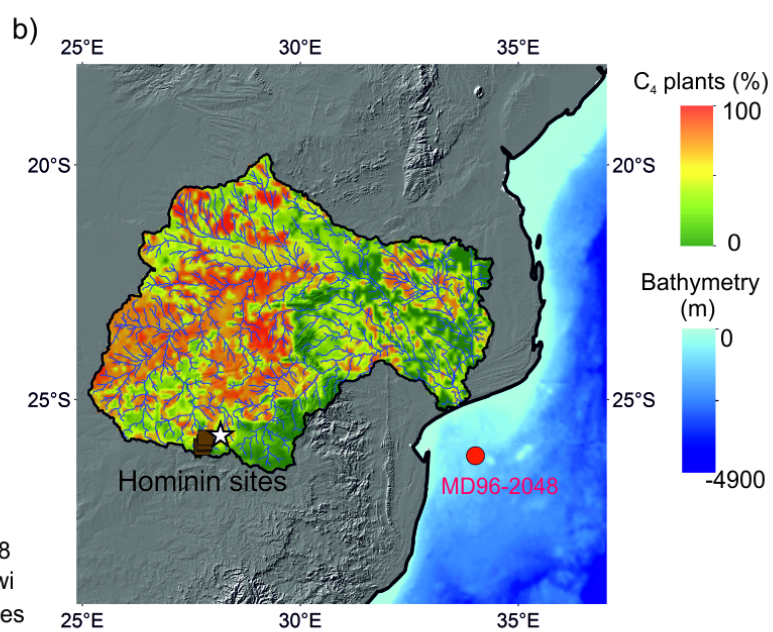 b)
25°E 30°E 35°E
C₄ plants (%)
100
20°S 20°S
0
Bathymetry
(m)
0
25°S 25°S
Hominin sites
MD96-2048
-4900
8
wi
es
25°E 30°E 35°E